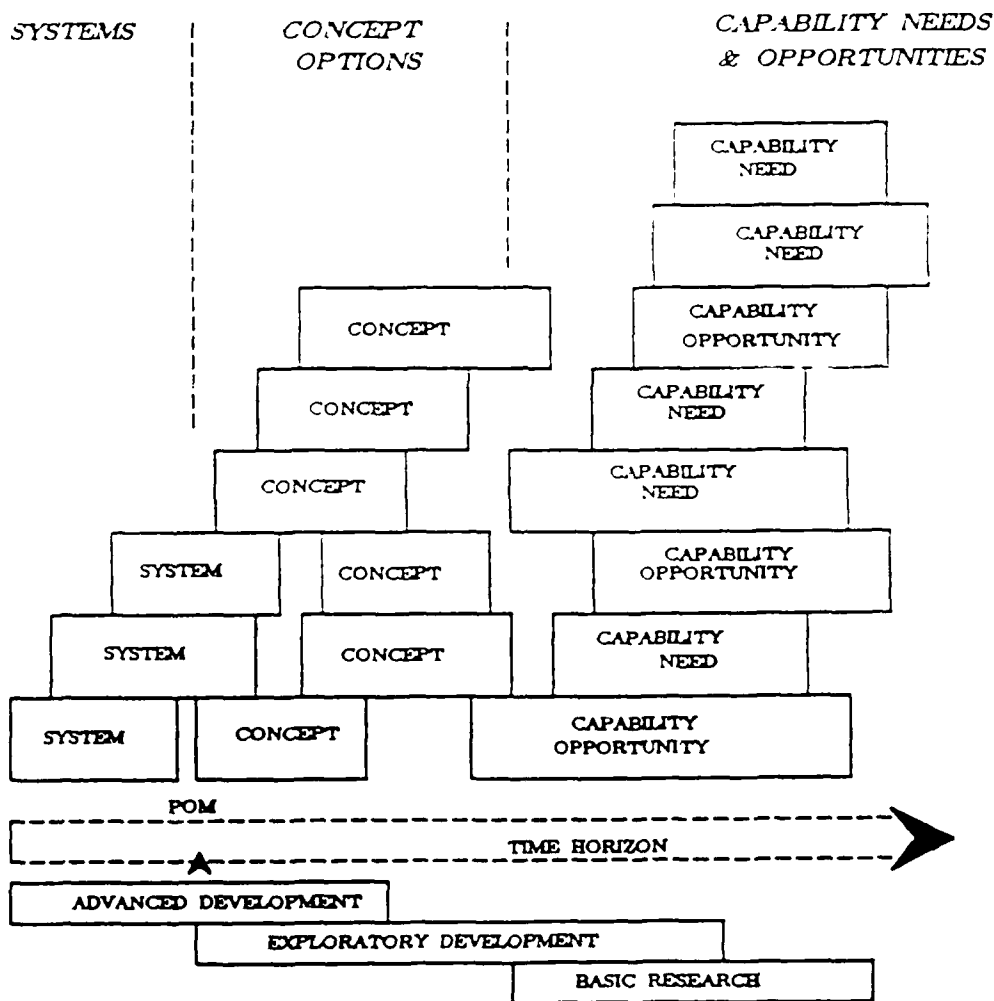 SYSTEMS
CONCEPT
OPTIONS
CAPABILITY NEEDS
& OPPORTUNITIES
CAPABILITY
NEED
CAPABILITY
NEED
CONCEPT
CAPABILITY
OPPORTUNITY
CONCEPT
CAPABILITY
NEED
CONCEPT
CAPABILITY
NEED
SYSTEM
CONCEPT
CAPABILITY
OPPORTUNITY
SYSTEM
CONCEPT
CAPABILITY
NEED
SYSTEM
CONCEPT
CAPABILITY
OPPORTUNITY
POM
TIME HORIZON
ADVANCED DEVELOPMENT
EXPLORATORY DEVELOPMENT
BASIC RESEARCH